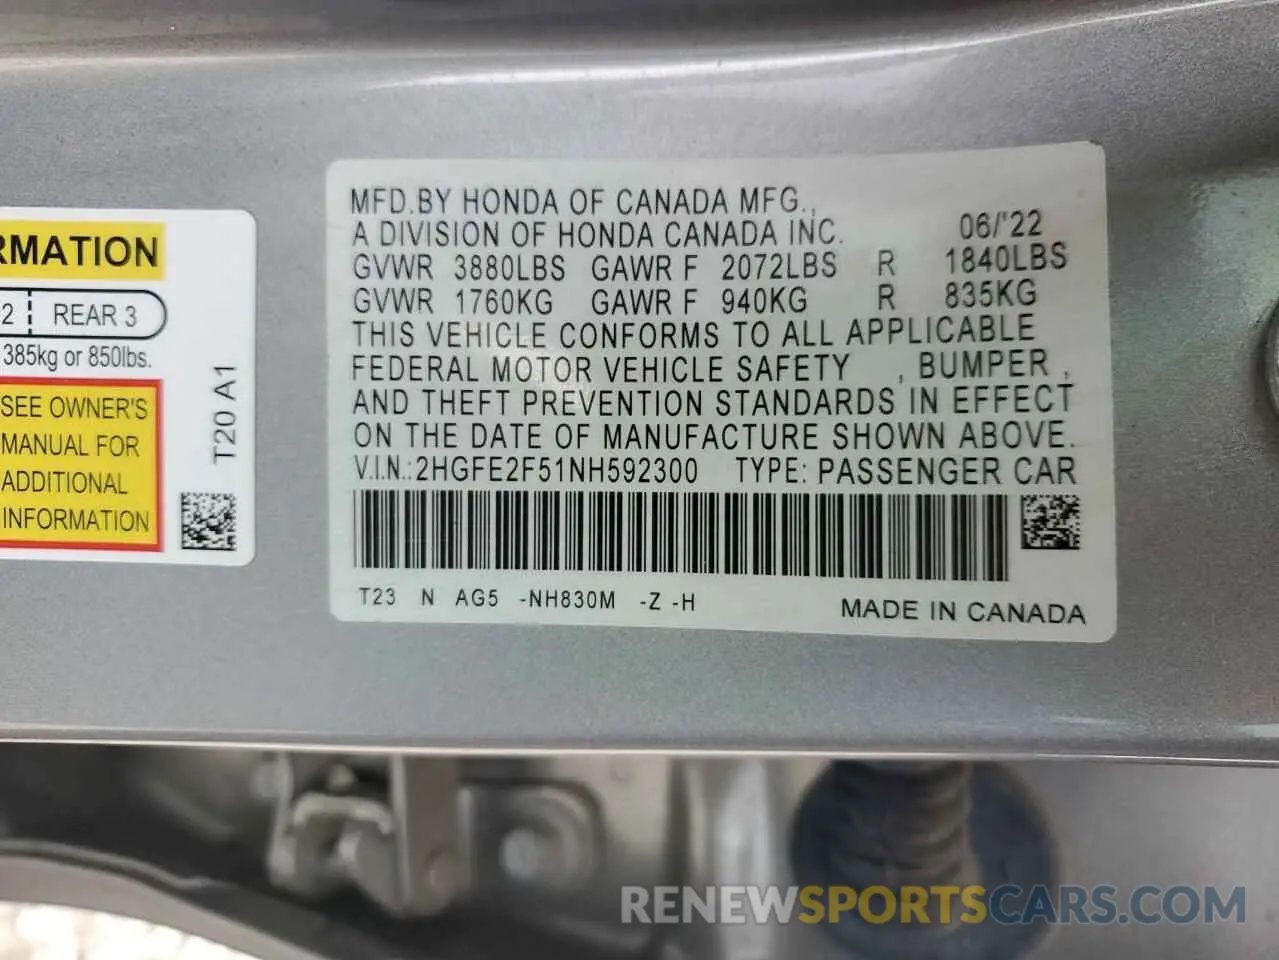 RMATION
2 REAR 3
385kg or 850lbs.
SEE OWNER'S
MANUAL FOR
ADDITIONAL
INFORMATION
T20 A1
MFD.BY HONDA OF CANADA MFG.,
A DIVISION OF HONDA CANADA INC. 06/'22
GVWR 3880LBS GAWR F 2072LBS R 1840LBS
GVWR 1760KG GAWR F 940KG R 835KG
THIS VEHICLE CONFORMS TO ALL APPLICABLE
FEDERAL MOTOR VEHICLE SAFETY , BUMPER ,
AND THEFT PREVENTION STANDARDS IN EFFECT
ON THE DATE OF MANUFACTURE SHOWN ABOVE.
V.I.N.:2HGFE2F51NH592300 TYPE: PASSENGER CAR
T23 N AG5 -NH830M -Z -H
MADE IN CANADA
RENEWSPORTSCARS.COM